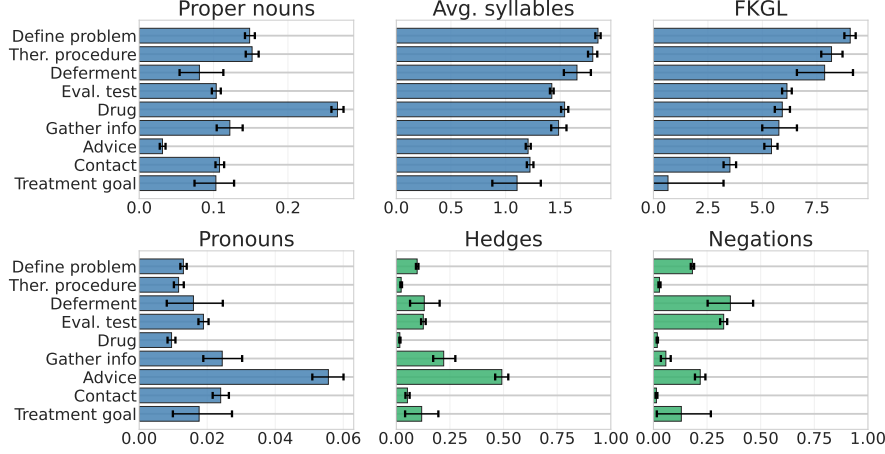 Proper nouns Avg. syllables FKGL
Define problem
Ther. procedure
Deferment
Eval. test
Drug
Gather info
Advice
Contact
Treatment goal
0.0 0.1 0.2 0.0 0.5 1.0 1.5 0.0 2.5 5.0 7.5
Pronouns Hedges Negations
Define problem
Ther. procedure
Deferment
Eval. test
Drug
Gather info
Advice
Contact
Treatment goal
0.00 0.02 0.04 0.06 0.00 0.25 0.50 0.75 1.00 0.00 0.25 0.50 0.75 1.00